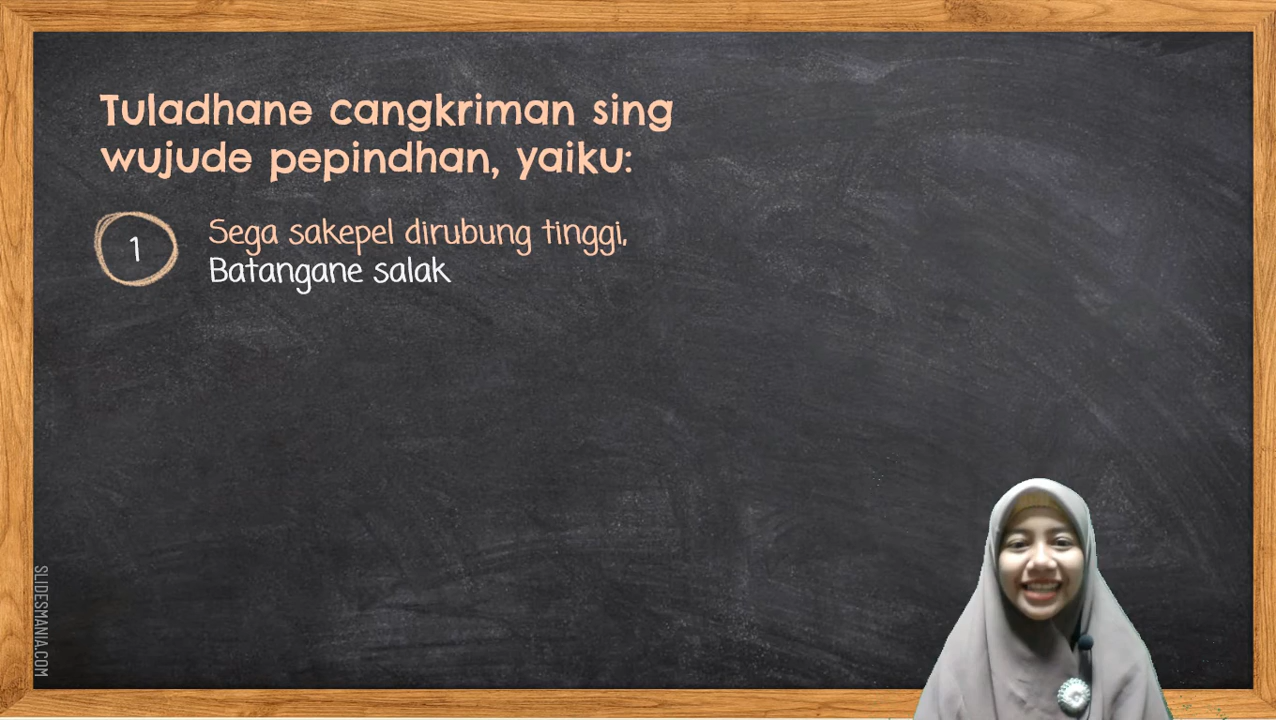 Tuladhane cangkriman sing
wujude pepindhan, yaiku:
1
Sega sakepel dirubung tinggi,
Batangane salak
SLIDESMANIA.COM